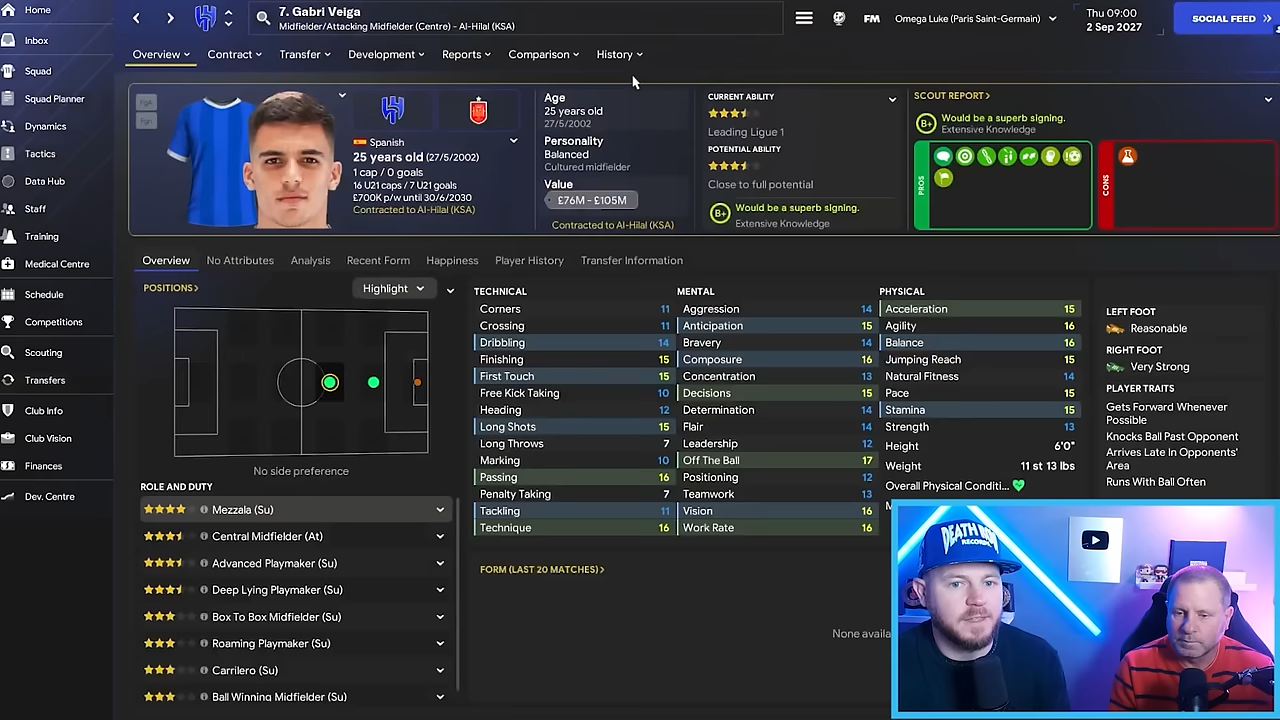 Home
Inbox
Squad
Squad Planner
Dynamics
Tactics
Data Hub
Staff
Training
Medical Centre
Schedule
Competitions
Scouting
Transfers
Club Info
Club Vision
Finances
Dev. Centre
7. Gabri Veiga
Midfielder/Attacking Midfielder (Centre) - Al-Hilal (KSA)
FM
Omega Luke (Paris Saint-Germain)
Thu 09:00
2 Sep 2027
SOCIAL FEED
Overview
Contract
Transfer
Development
Reports
Comparison
History
Spanish
25 years old (27/5/2002)
1 cap / 0 goals
16 U21 caps / 7 U21 goals
£700K p/w until 30/6/2030
Contracted to Al-Hilal (KSA)
Age
25 years old
27/5/2002
Personality
Balanced
Cultured midfielder
Value
£76M - £105M
Contracted to Al-Hilal (KSA)
CURRENT ABILITY
Leading Ligue 1
POTENTIAL ABILITY
Close to full potential
B+ Would be a superb signing.
Extensive Knowledge
SCOUT REPORT >
B+ Would be a superb signing.
Extensive Knowledge
PROS
CONS
Overview
No Attributes
Analysis
Recent Form
Happiness
Player History
Transfer Information
POSITIONS >
Highlight
No side preference
ROLE AND DUTY
Mezzala (Su)
Central Midfielder (At)
Advanced Playmaker (Su)
Deep Lying Playmaker (Su)
Box To Box Midfielder (Su)
Roaming Playmaker (Su)
Carrilero (Su)
Ball Winning Midfielder (Su)
TECHNICAL
Corners 11
Crossing 11
Dribbling 14
Finishing 15
First Touch 15
Free Kick Taking 10
Heading 12
Long Shots 15
Long Throws 7
Marking 10
Passing 16
Penalty Taking 7
Tackling 11
Technique 16
MENTAL
Aggression 14
Anticipation 15
Bravery 14
Composure 16
Concentration 13
Decisions 15
Determination 14
Flair 14
Leadership 12
Off The Ball 17
Positioning 12
Teamwork 13
Vision 16
Work Rate 16
PHYSICAL
Acceleration 15
Agility 16
Balance 16
Jumping Reach 15
Natural Fitness 14
Pace 15
Stamina 15
Strength 13
Height 6'0"
Weight 11 st 13 lbs
Overall Physical Conditi...
LEFT FOOT
Reasonable
RIGHT FOOT
Very Strong
PLAYER TRAITS
Gets Forward Whenever
Possible
Knocks Ball Past Opponent
Arrives Late In Opponents'
Area
Runs With Ball Often
FORM (LAST 20 MATCHES) >
None availa
DEATH ROW
RECORDS